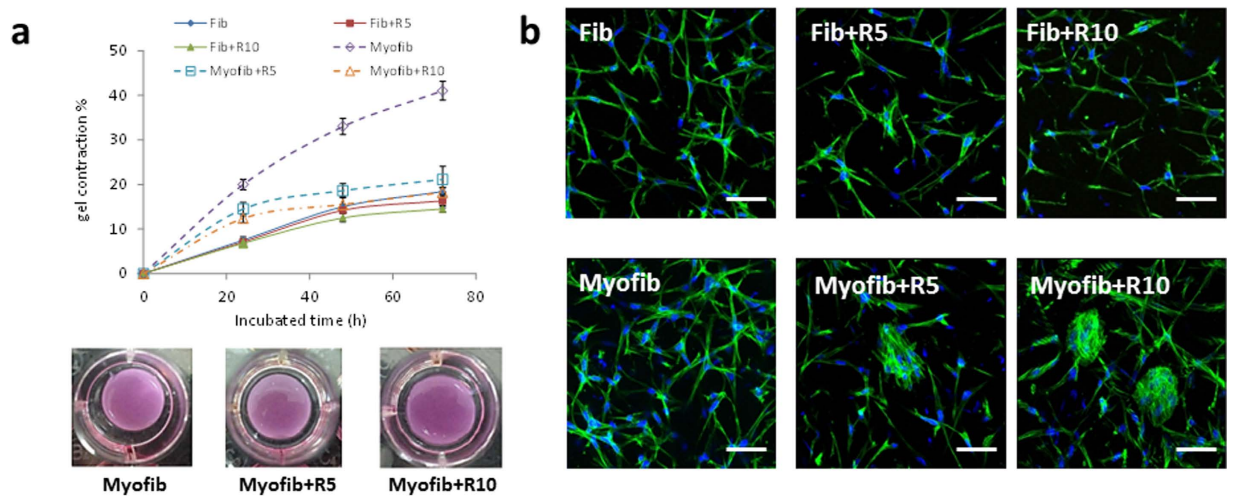 a
Fib
Fib+R5
Fib+R10
Myofib
Myofib+R5
Myofib+R10
gel contraction %
50
40
30
20
10
0
0 20 40 60 80
Incubated time (h)
Myofib
Myofib+R5
Myofib+R10
b
Fib
Fib+R5
Fib+R10
Myofib
Myofib+R5
Myofib+R10